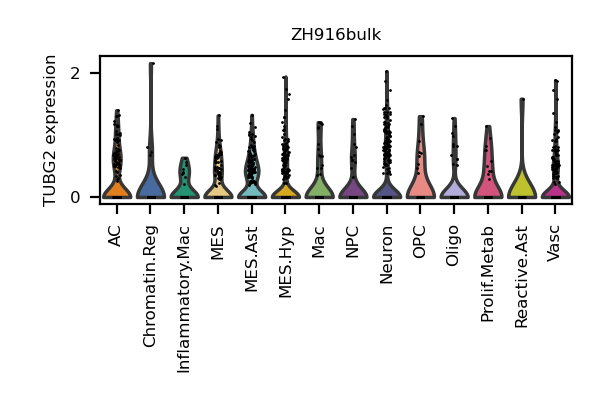 ZH916bulk
TUBG2 expression
2
0
AC
Chromatin.Reg
Inflammatory.Mac
MES
MES.Ast
MES.Hyp
Mac
NPC
Neuron
OPC
Oligo
Prolif.Metab
Reactive.Ast
Vasc